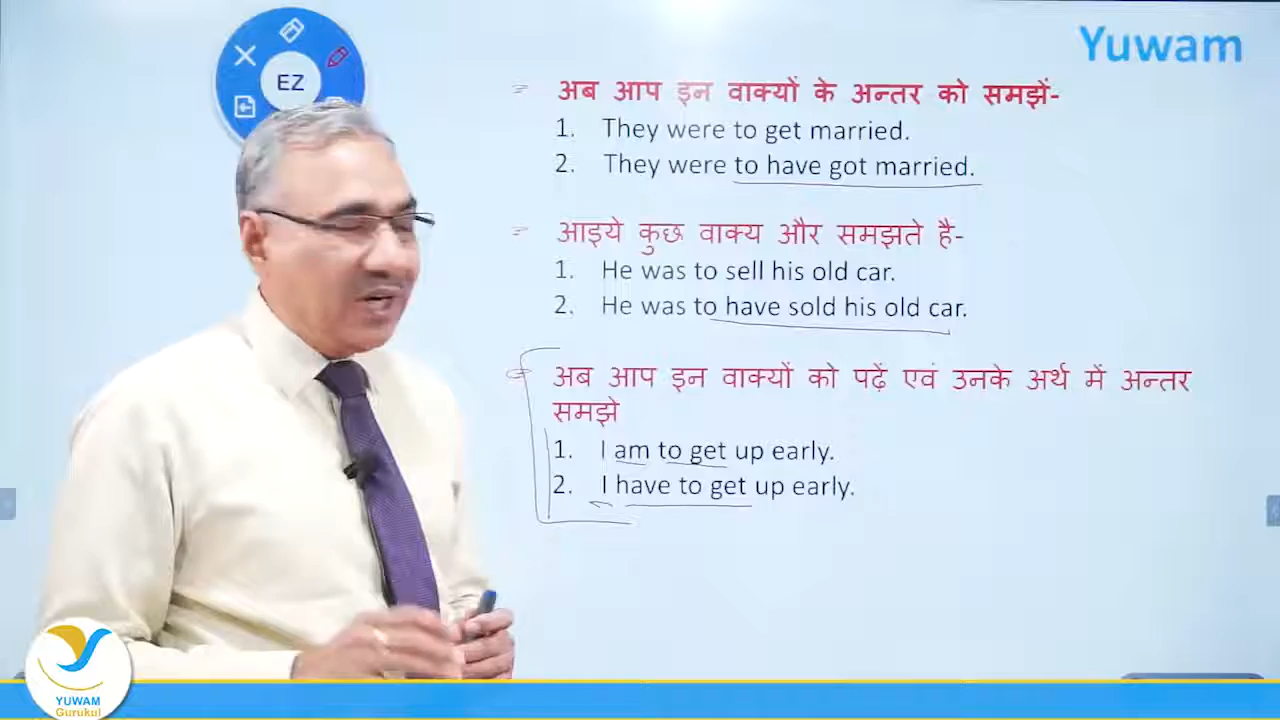 Yuwam
EZ
अब आप इन वाक्यों के अन्तर को समझें-
1. They were to get married.
2. They were to have got married.
आइये कुछ वाक्य और समझते है-
1. He was to sell his old car.
2. He was to have sold his old car.
अब आप इन वाक्यों को पढ़ें एवं उनके अर्थ में अन्तर
समझे
1. I am to get up early.
2. I have to get up early.
YUWAM
Gurukul